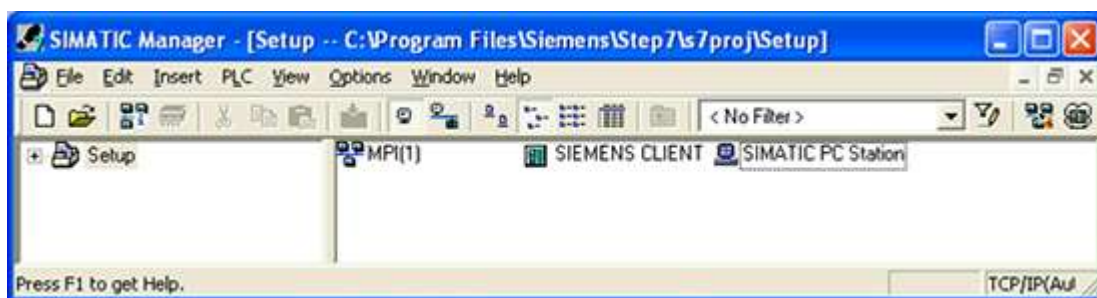 SIMATIC Manager - [Setup -- C:\Program Files\Siemens\Step7\s7proj\Setup]
File Edit Insert PLC View Options Window Help
< No Filter >
Setup MPI(1) SIEMENS CLIENT SIMATIC PC Station
Press F1 to get Help. TCP/IP(Aut